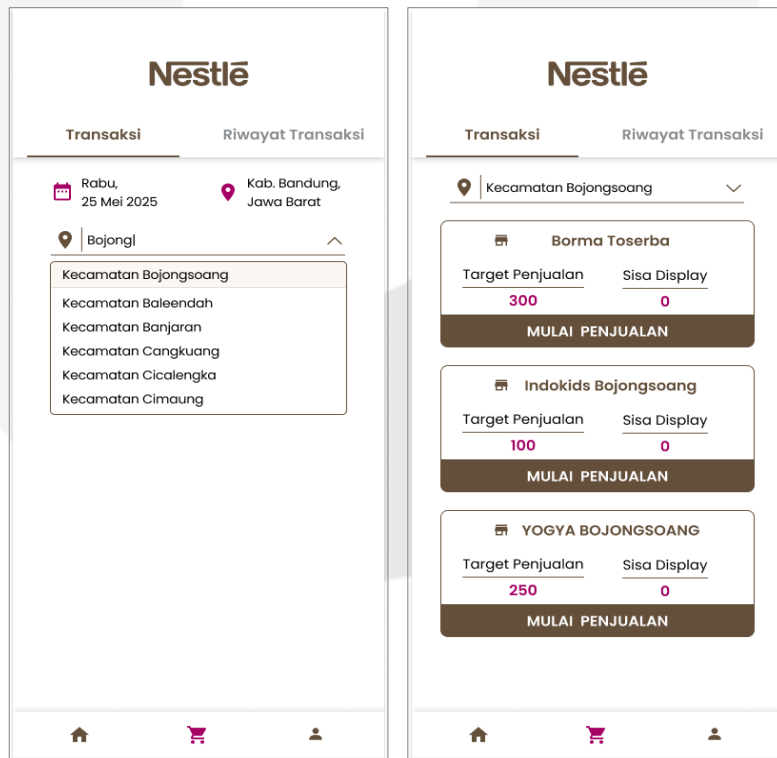 Nestlē
Transaksi
Riwayat Transaksi
Rabu,
25 Mei 2025
Kab. Bandung,
Jawa Barat
Bojongl
Kecamatan Bojongsoang
Kecamatan Baleendah
Kecamatan Banjaran
Kecamatan Cangkuang
Kecamatan Cicalengka
Kecamatan Cimaung
Nestlē
Transaksi
Riwayat Transaksi
Kecamatan Bojongsoang
Borma Toserba
Target Penjualan
Sisa Display
300
0
MULAI PENJUALAN
Indokids Bojongsoang
Target Penjualan
Sisa Display
100
0
MULAI PENJUALAN
YOGYA BOJONGSOANG
Target Penjualan
Sisa Display
250
0
MULAI PENJUALAN